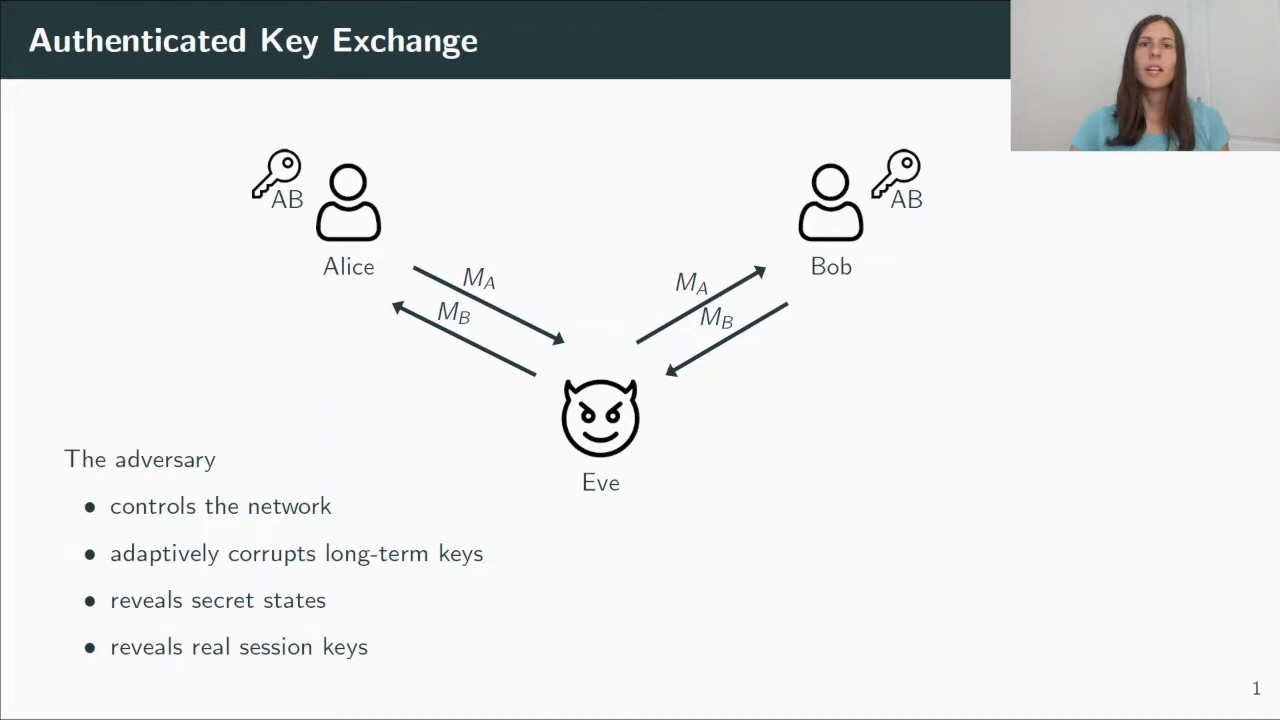 Authenticated Key Exchange
AB
AB
Alice
Bob
M_A
M_A
M_B
M_B
Eve
The adversary
• controls the network
• adaptively corrupts long-term keys
• reveals secret states
• reveals real session keys
1